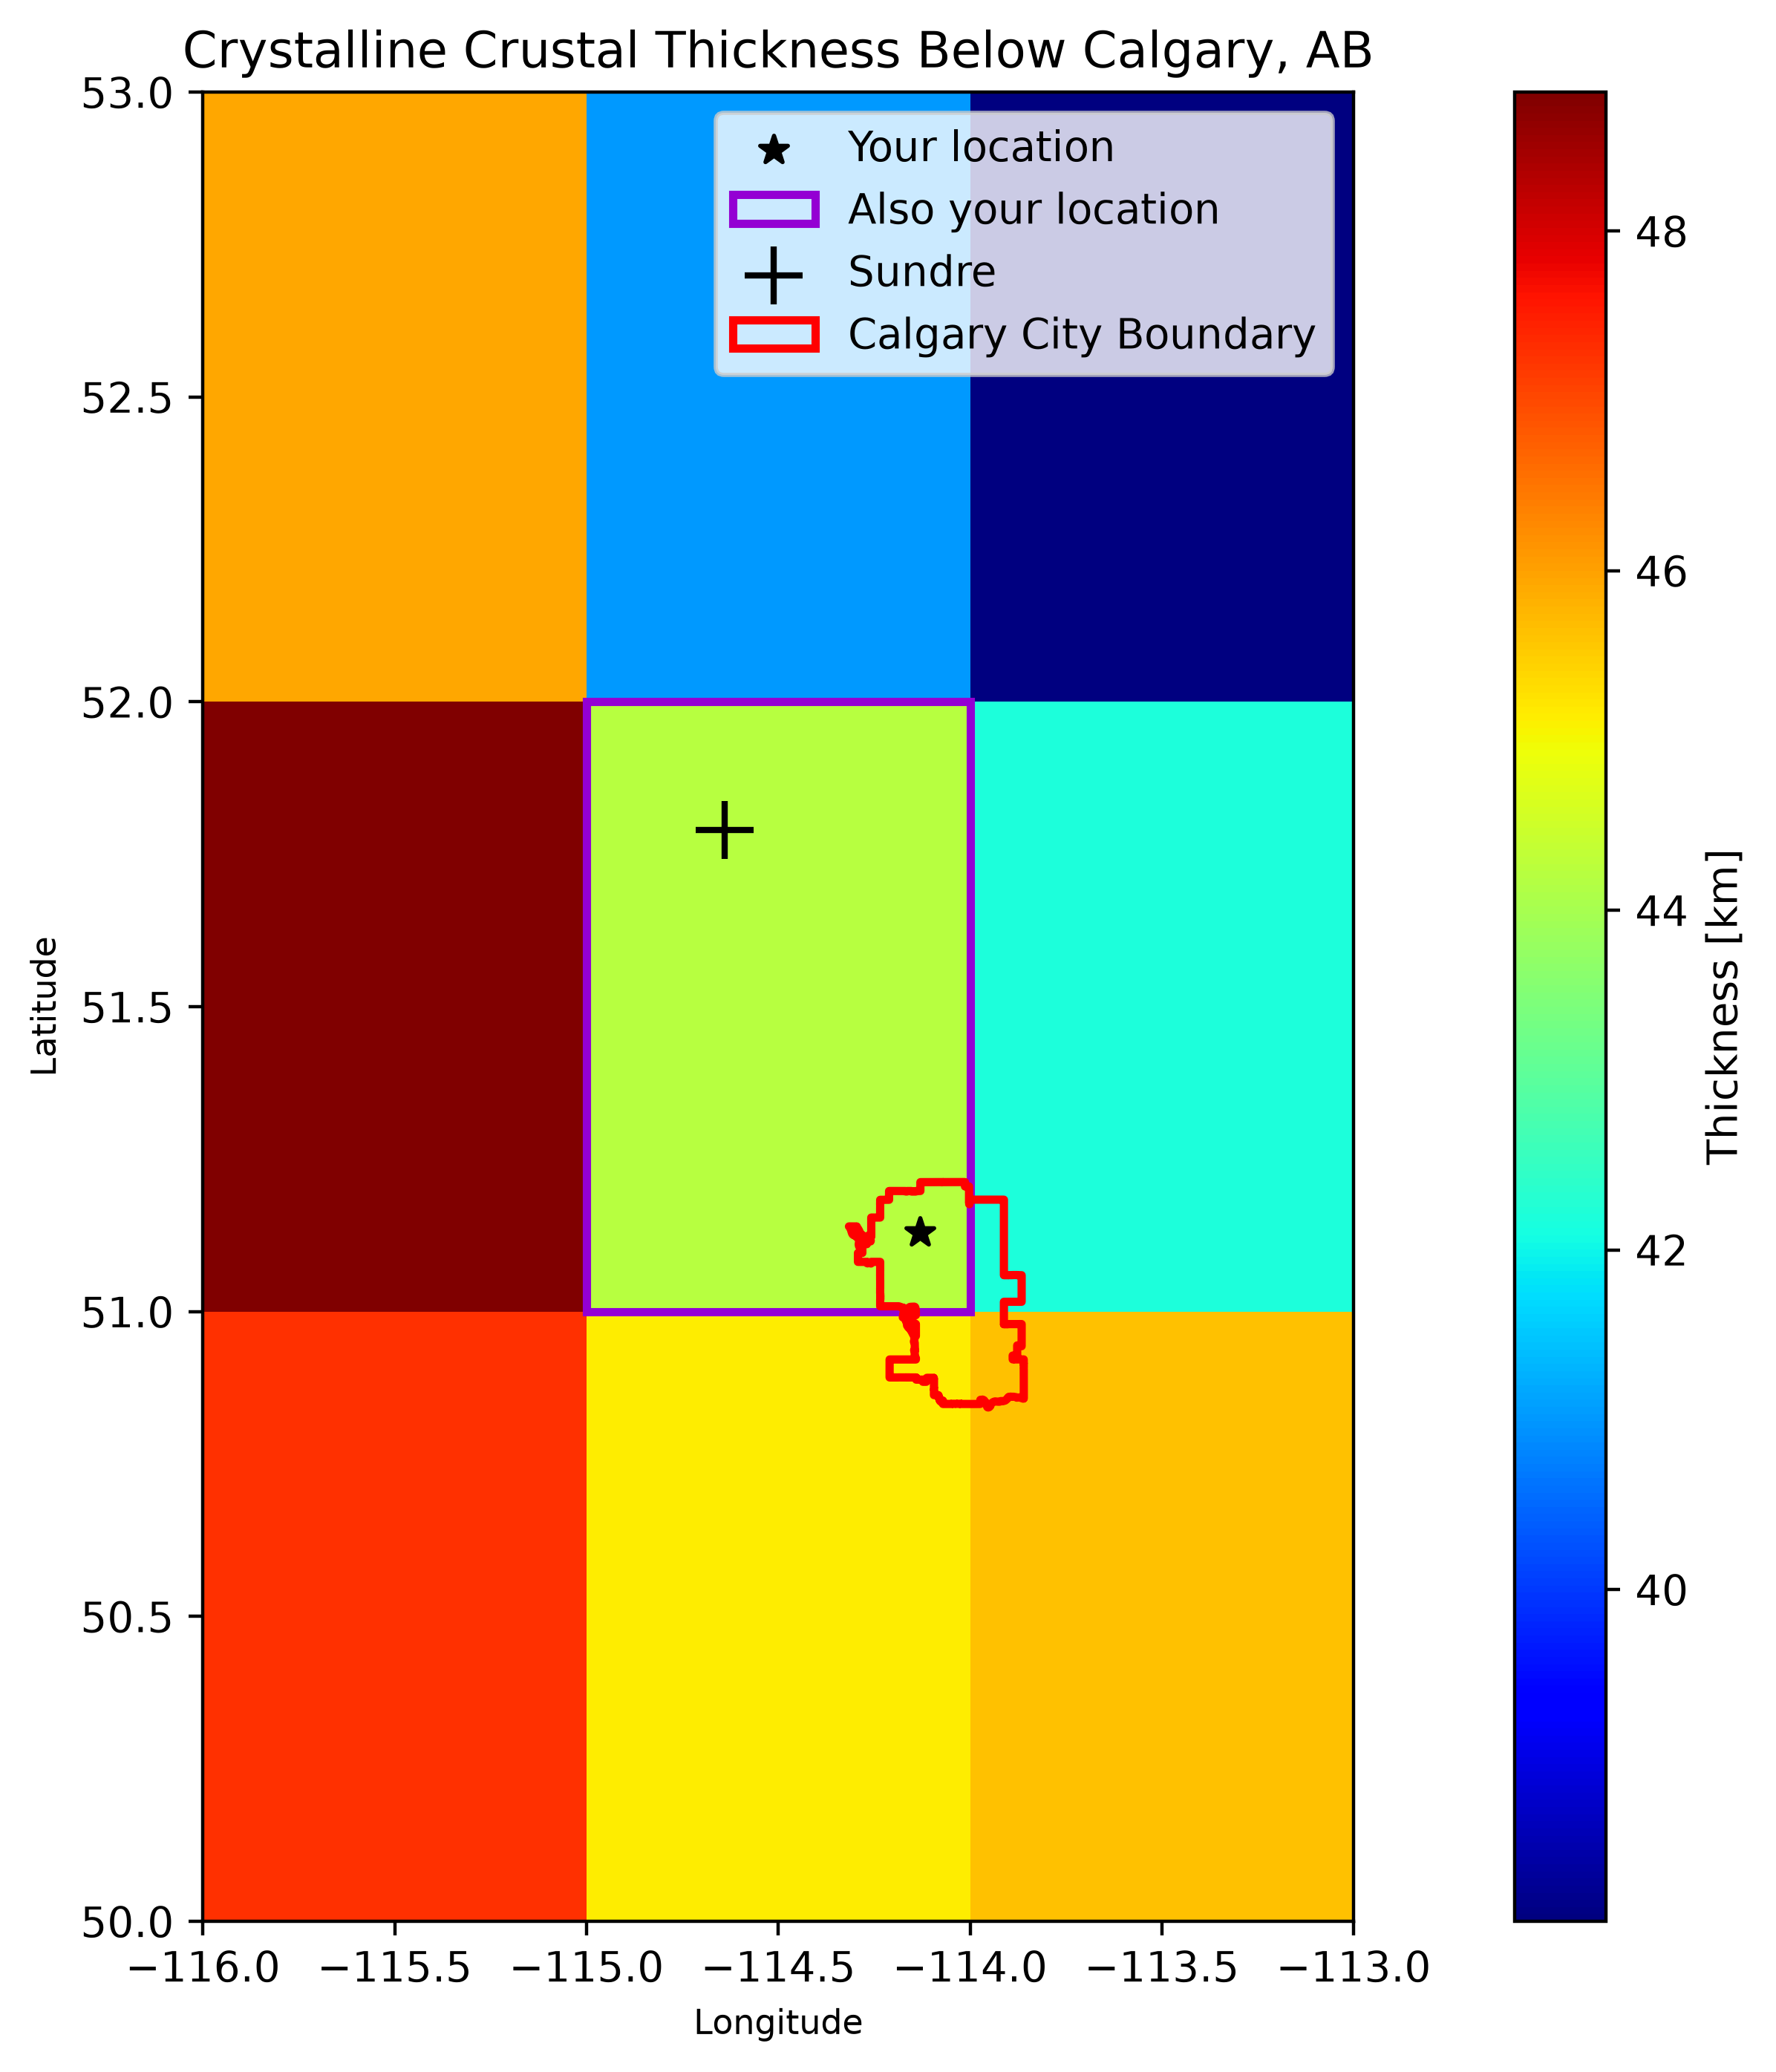 Crystalline Crustal Thickness Below Calgary, AB
Your location
Also your location
Sundre
Calgary City Boundary
53.0
52.5
52.0
51.5
51.0
50.5
50.0
Latitude
−116.0 −115.5 −115.0 −114.5 −114.0 −113.5 −113.0
Longitude
48
46
44
42
40
Thickness [km]